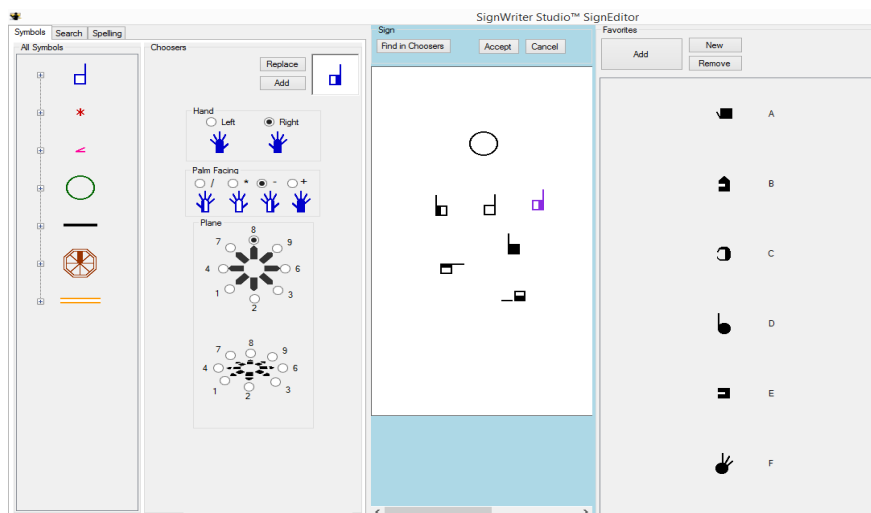 SignWriter Studio™ SignEditor
Symbols Search Spelling
All Symbols
Choosers
Replace
Add
Hand
Left Right
Palm Facing
/ * - +
Plane
8
7 9
4 6
1 3
2
8
7 9
4 6
1 3
2
Sign
Find in Choosers Accept Cancel
Favorites
Add
New
Remove
A
B
C
D
E
F